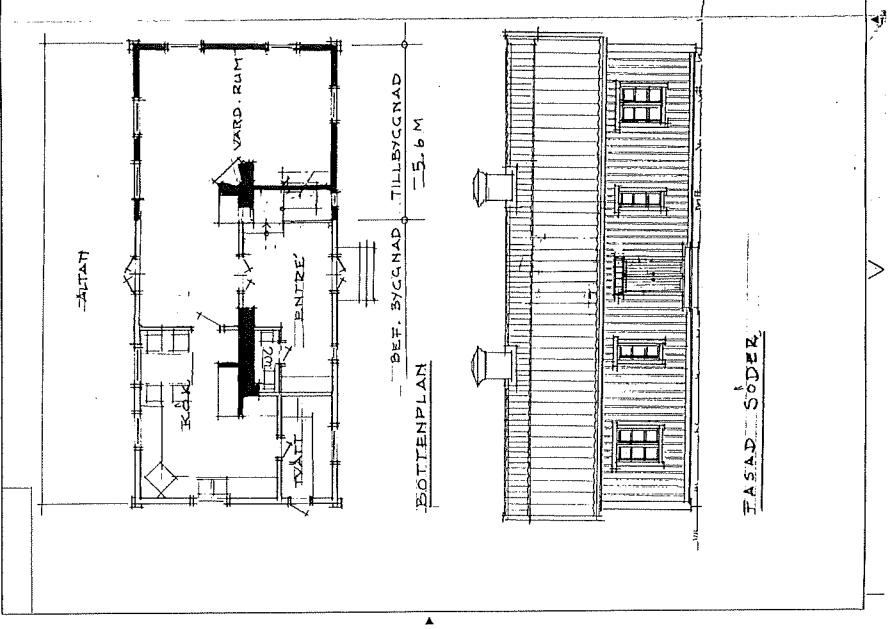 ALTAN
KÖK
VARD. RUM
WC
TVÄTT
ENTRÉ
BEF. BYGGNAD TILLBYGGNAD
5.6 M
BOTTENPLAN
FASAD SÖDER